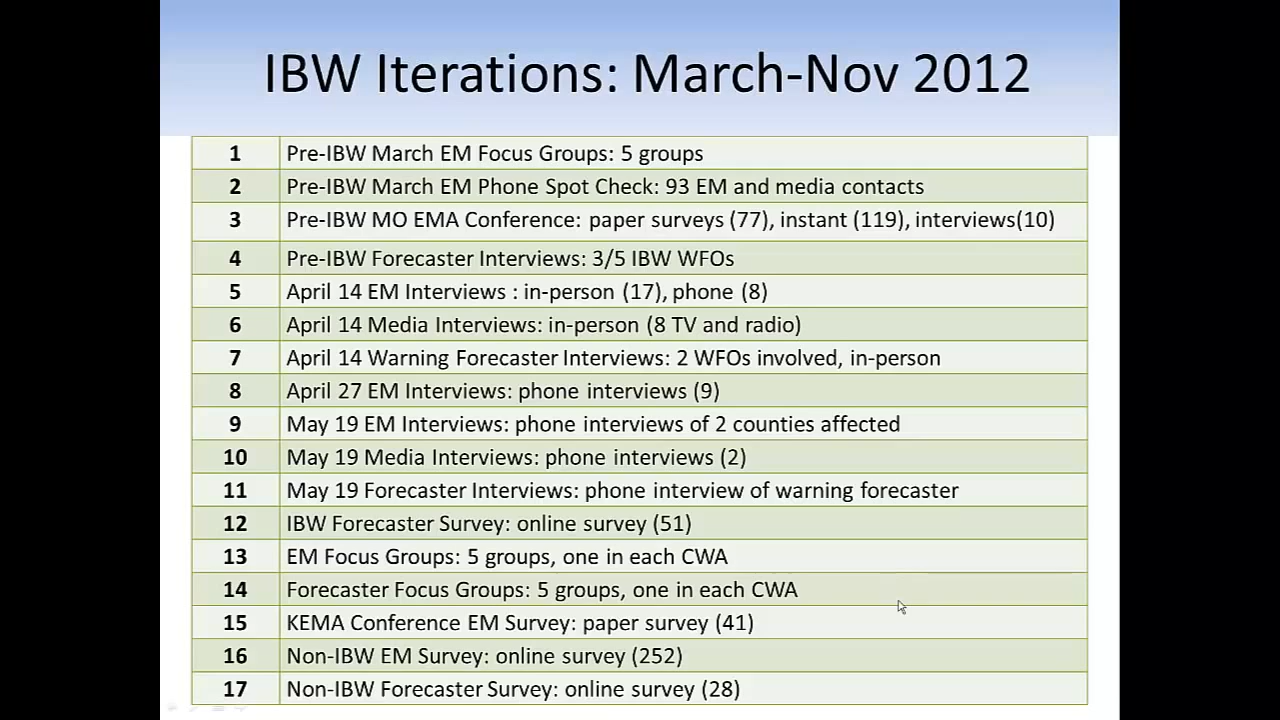 IBW Iterations: March-Nov 2012
1 Pre-IBW March EM Focus Groups: 5 groups
2 Pre-IBW March EM Phone Spot Check: 93 EM and media contacts
3 Pre-IBW MO EMA Conference: paper surveys (77), instant (119), interviews(10)
4 Pre-IBW Forecaster Interviews: 3/5 IBW WFOs
5 April 14 EM Interviews : in-person (17), phone (8)
6 April 14 Media Interviews: in-person (8 TV and radio)
7 April 14 Warning Forecaster Interviews: 2 WFOs involved, in-person
8 April 27 EM Interviews: phone interviews (9)
9 May 19 EM Interviews: phone interviews of 2 counties affected
10 May 19 Media Interviews: phone interviews (2)
11 May 19 Forecaster Interviews: phone interview of warning forecaster
12 IBW Forecaster Survey: online survey (51)
13 EM Focus Groups: 5 groups, one in each CWA
14 Forecaster Focus Groups: 5 groups, one in each CWA
15 KEMA Conference EM Survey: paper survey (41)
16 Non-IBW EM Survey: online survey (252)
17 Non-IBW Forecaster Survey: online survey (28)